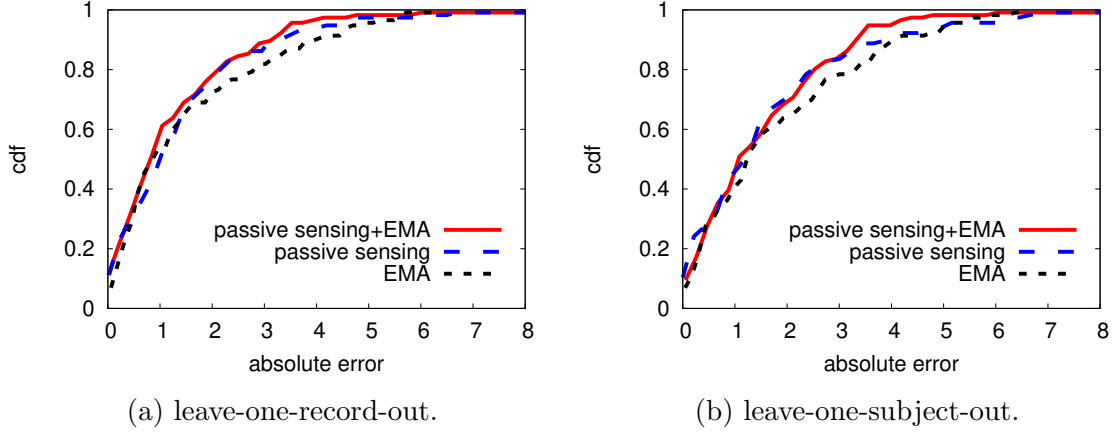 1
0.8
0.6
0.4
0.2
0
cdf
passive sensing+EMA
passive sensing
EMA
0 1 2 3 4 5 6 7 8
absolute error
(a) leave-one-record-out.
1
0.8
0.6
0.4
0.2
0
cdf
passive sensing+EMA
passive sensing
EMA
0 1 2 3 4 5 6 7 8
absolute error
(b) leave-one-subject-out.